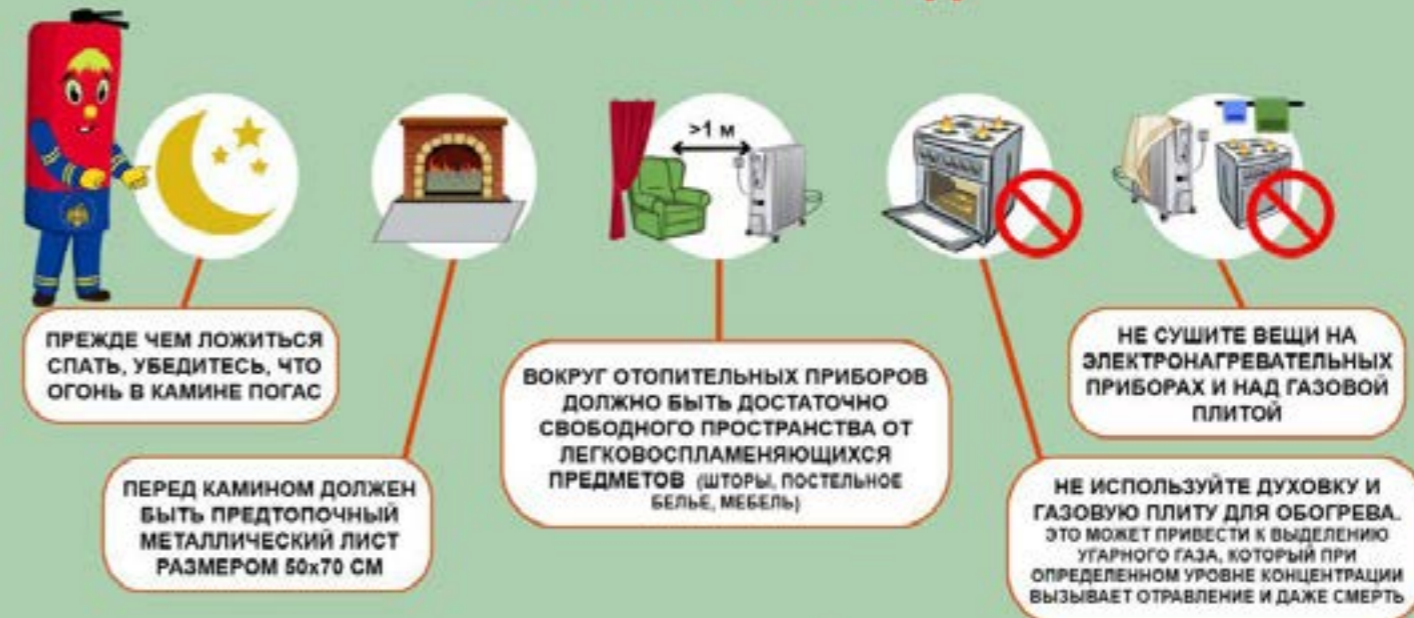 >1 м
ПРЕЖДЕ ЧЕМ ЛОЖИТЬСЯ
СПАТЬ, УБЕДИТЕСЬ, ЧТО
ОГОНЬ В КАМИНЕ ПОГАС
ПЕРЕД КАМИНОМ ДОЛЖЕН
БЫТЬ ПРЕДТОПОЧНЫЙ
МЕТАЛЛИЧЕСКИЙ ЛИСТ
РАЗМЕРОМ 50x70 СМ
ВОКРУГ ОТОПИТЕЛЬНЫХ ПРИБОРОВ
ДОЛЖНО БЫТЬ ДОСТАТОЧНО
СВОБОДНОГО ПРОСТРАНСТВА ОТ
ЛЕГКОВОСПЛАМЕНЯЮЩИХСЯ
ПРЕДМЕТОВ (ШТОРЫ, ПОСТЕЛЬНОЕ
БЕЛЬЕ, МЕБЕЛЬ)
НЕ ИСПОЛЬЗУЙТЕ ДУХОВКУ И
ГАЗОВУЮ ПЛИТУ ДЛЯ ОБОГРЕВА.
ЭТО МОЖЕТ ПРИВЕСТИ К ВЫДЕЛЕНИЮ
УГАРНОГО ГАЗА, КОТОРЫЙ ПРИ
ОПРЕДЕЛЕННОМ УРОВНЕ КОНЦЕНТРАЦИИ
ВЫЗЫВАЕТ ОТРАВЛЕНИЕ И ДАЖЕ СМЕРТЬ
НЕ СУШИТЕ ВЕЩИ НА
ЭЛЕКТРОНАГРЕВАТЕЛЬНЫХ
ПРИБОРАХ И НАД ГАЗОВОЙ
ПЛИТОЙ